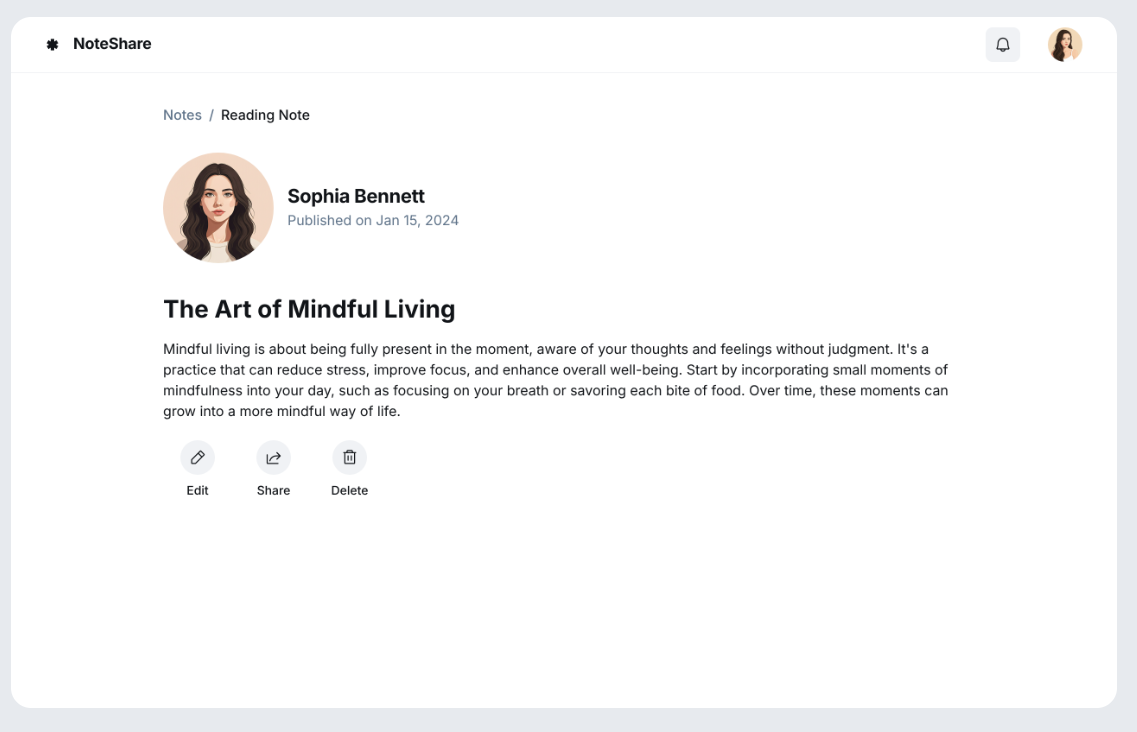 NoteShare
Notes / Reading Note
Sophia Bennett
Published on Jan 15, 2024
The Art of Mindful Living
Mindful living is about being fully present in the moment, aware of your thoughts and feelings without judgment. It's a
practice that can reduce stress, improve focus, and enhance overall well-being. Start by incorporating small moments of
mindfulness into your day, such as focusing on your breath or savoring each bite of food. Over time, these moments can
grow into a more mindful way of life.
Edit Share Delete